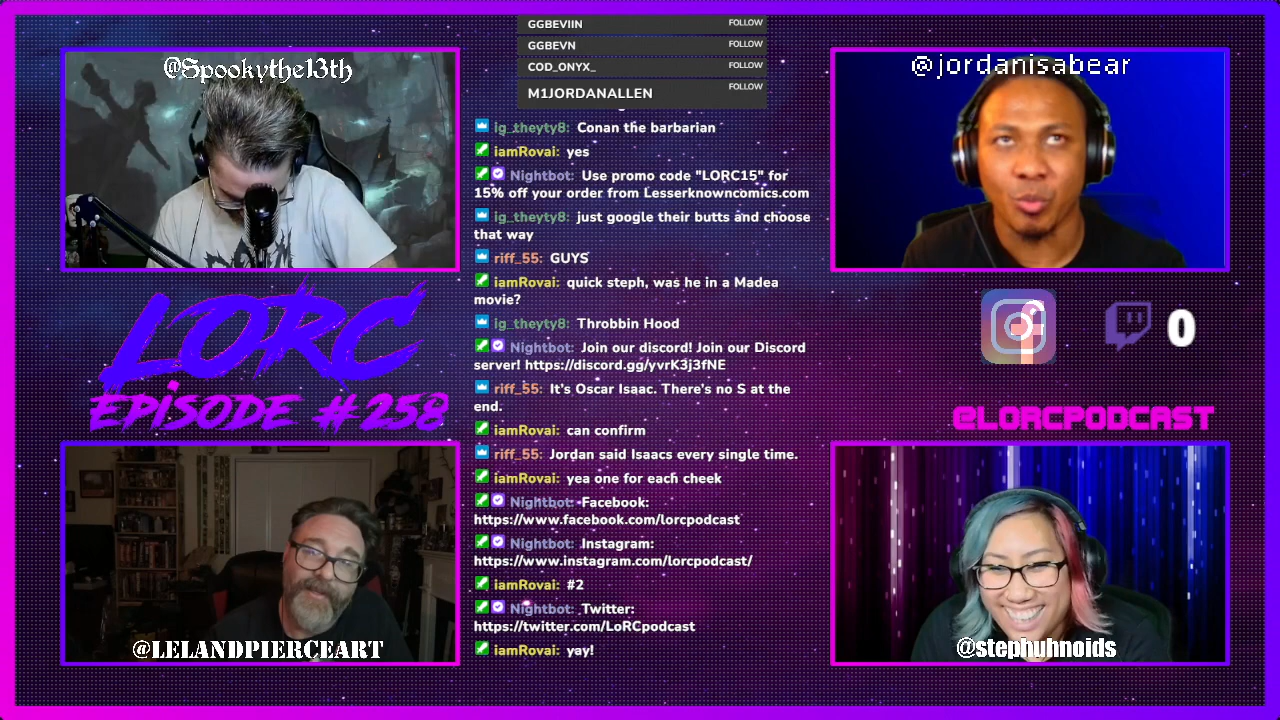 GGBEVIIN FOLLOW
GGBEVN FOLLOW
COD_ONYX_ FOLLOW
M1JORDANALLEN FOLLOW
@Spookythe13th
@jordanisabear
ig_theyty8: Conan the barbarian
iamRovai: yes
Nightbot: Use promo code "LORC15" for
15% off your order from Lesserknowncomics.com
ig_theyty8: just google their butts and choose
that way
riff_55: GUYS
iamRovai: quick steph, was he in a Madea
movie?
ig_theyty8: Throbbin Hood
Nightbot: Join our discord! Join our Discord
server! https://discord.gg/yvrK3j3fNE
riff_55: It's Oscar Isaac. There's no S at the
end.
iamRovai: can confirm
riff_55: Jordan said Isaacs every single time.
iamRovai: yea one for each cheek
Nightbot: -Facebook:
https://www.facebook.com/lorcpodcast
Nightbot: Instagram:
https://www.instagram.com/lorcpodcast/
iamRovai: #2
Nightbot: Twitter:
https://twitter.com/LoRCpodcast
iamRovai: yay!
LORC
EPISODE #258
0
@LORCPODCAST
@LELANDPIERCEART
@stephuhnoids